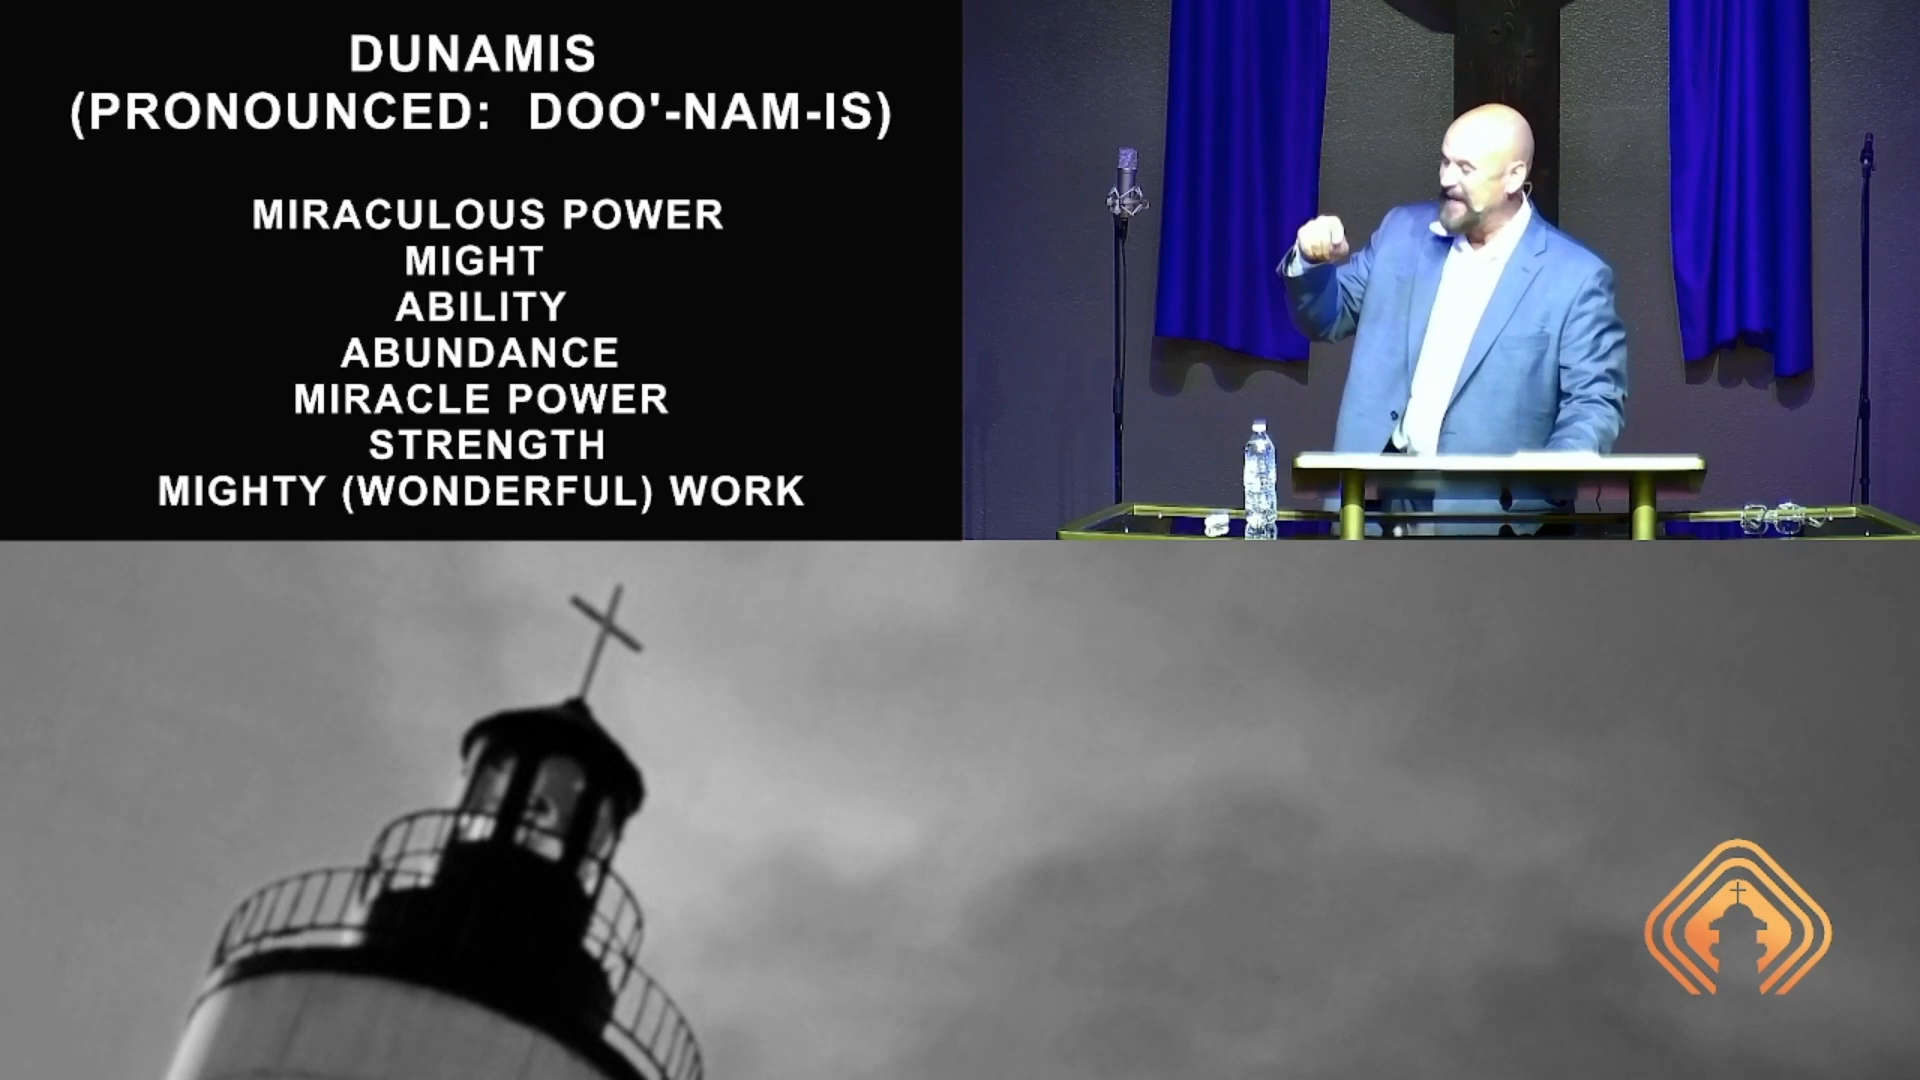 DUNAMIS
(PRONOUNCED: DOO'-NAM-IS)
MIRACULOUS POWER
MIGHT
ABILITY
ABUNDANCE
MIRACLE POWER
STRENGTH
MIGHTY (WONDERFUL) WORK